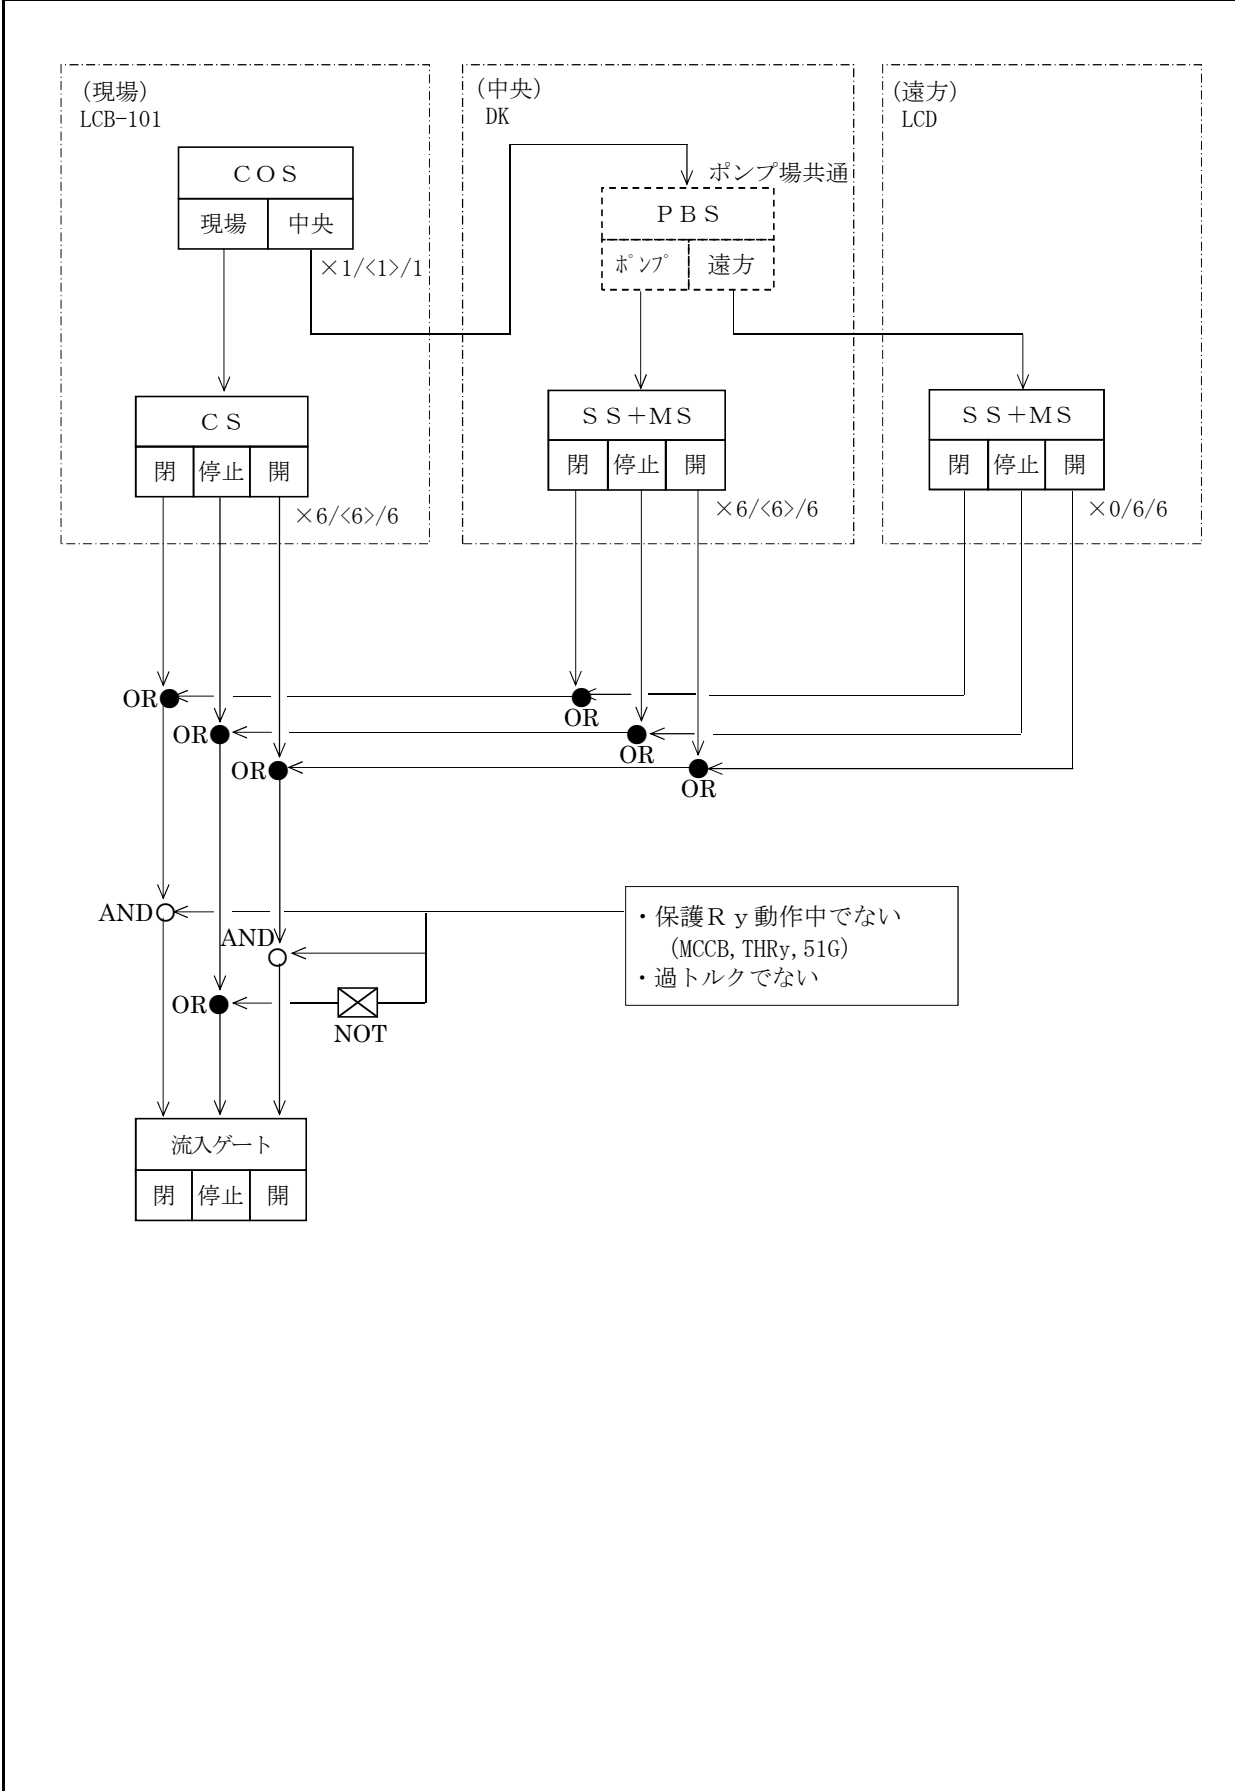 (現場)
LCB-101
COS
現場 中央
×1/<1>/1
CS
閉 停止 開
×6/<6>/6
(中央)
DK
ポンプ場共通
PBS
ﾎﾟﾝﾌﾟ 遠方
SS+MS
閉 停止 開
×6/<6>/6
(遠方)
LCD
SS+MS
閉 停止 開
×0/6/6
OR
OR
OR
OR
OR
OR
AND
AND
OR
NOT
・保護Ry動作中でない
(MCCB,THRy,51G)
・過トルクでない
流入ゲート
閉 停止 開